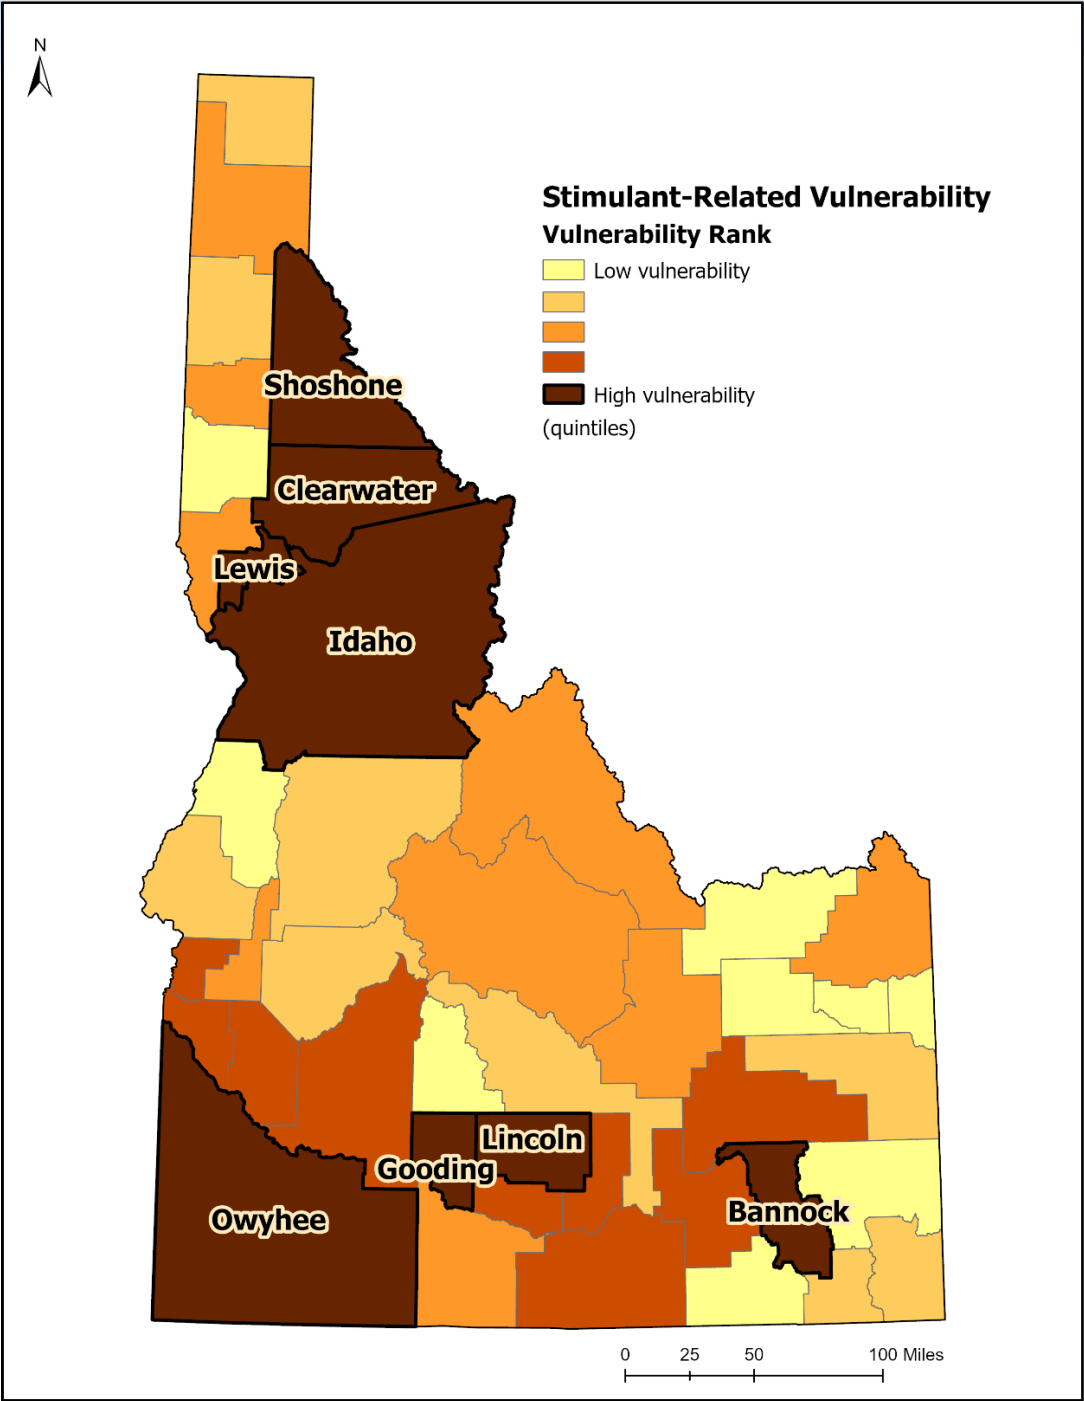 N
Stimulant-Related Vulnerability
Vulnerability Rank
Low vulnerability
High vulnerability
(quintiles)
Shoshone
Clearwater
Lewis
Idaho
Lincoln
Gooding
Owyhee
Bannock
0 25 50 100 Miles